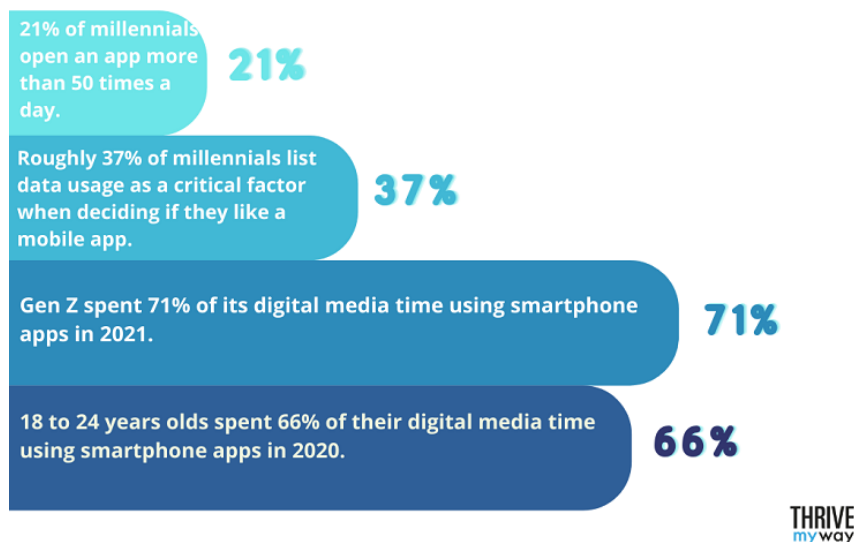 21% of millennials
open an app more
than 50 times a
day.
21%
Roughly 37% of millennials list
data usage as a critical factor
when deciding if they like a
mobile app.
37%
Gen Z spent 71% of its digital media time using smartphone
apps in 2021.
71%
18 to 24 years olds spent 66% of their digital media time
using smartphone apps in 2020.
66%
THRIVE
myway